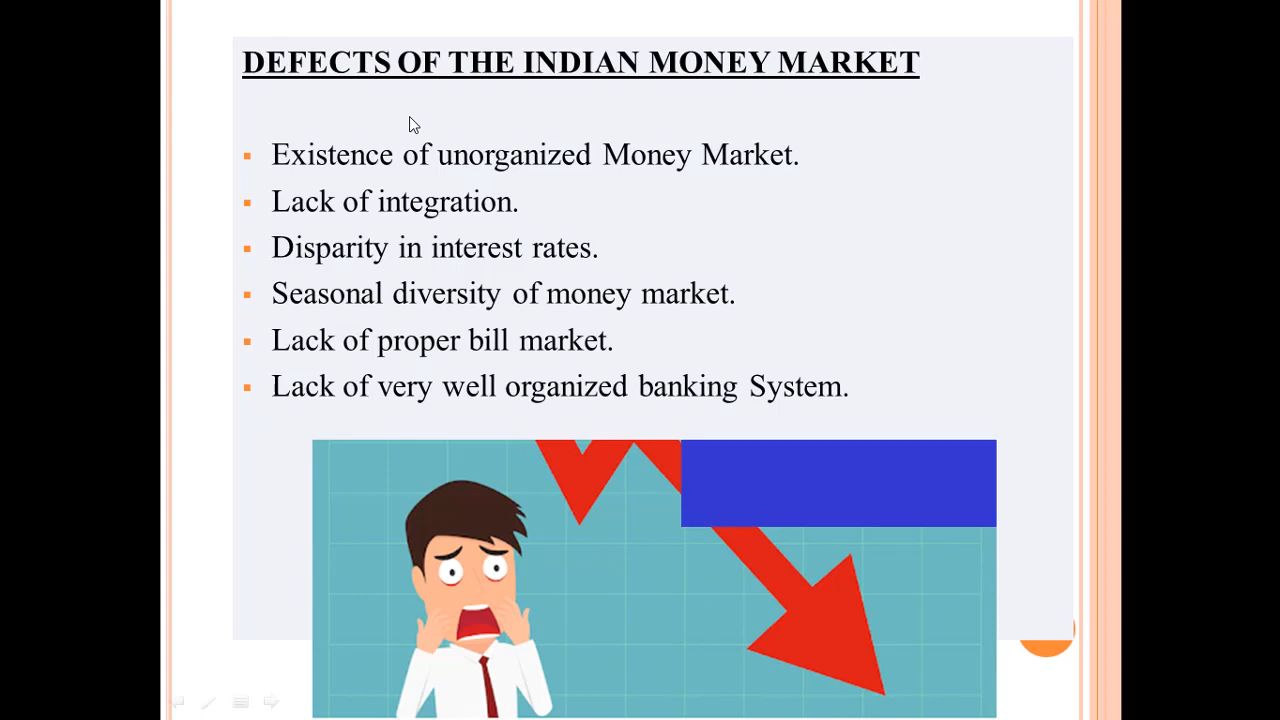 DEFECTS OF THE INDIAN MONEY MARKET
Existence of unorganized Money Market.
Lack of integration.
Disparity in interest rates.
Seasonal diversity of money market.
Lack of proper bill market.
Lack of very well organized banking System.